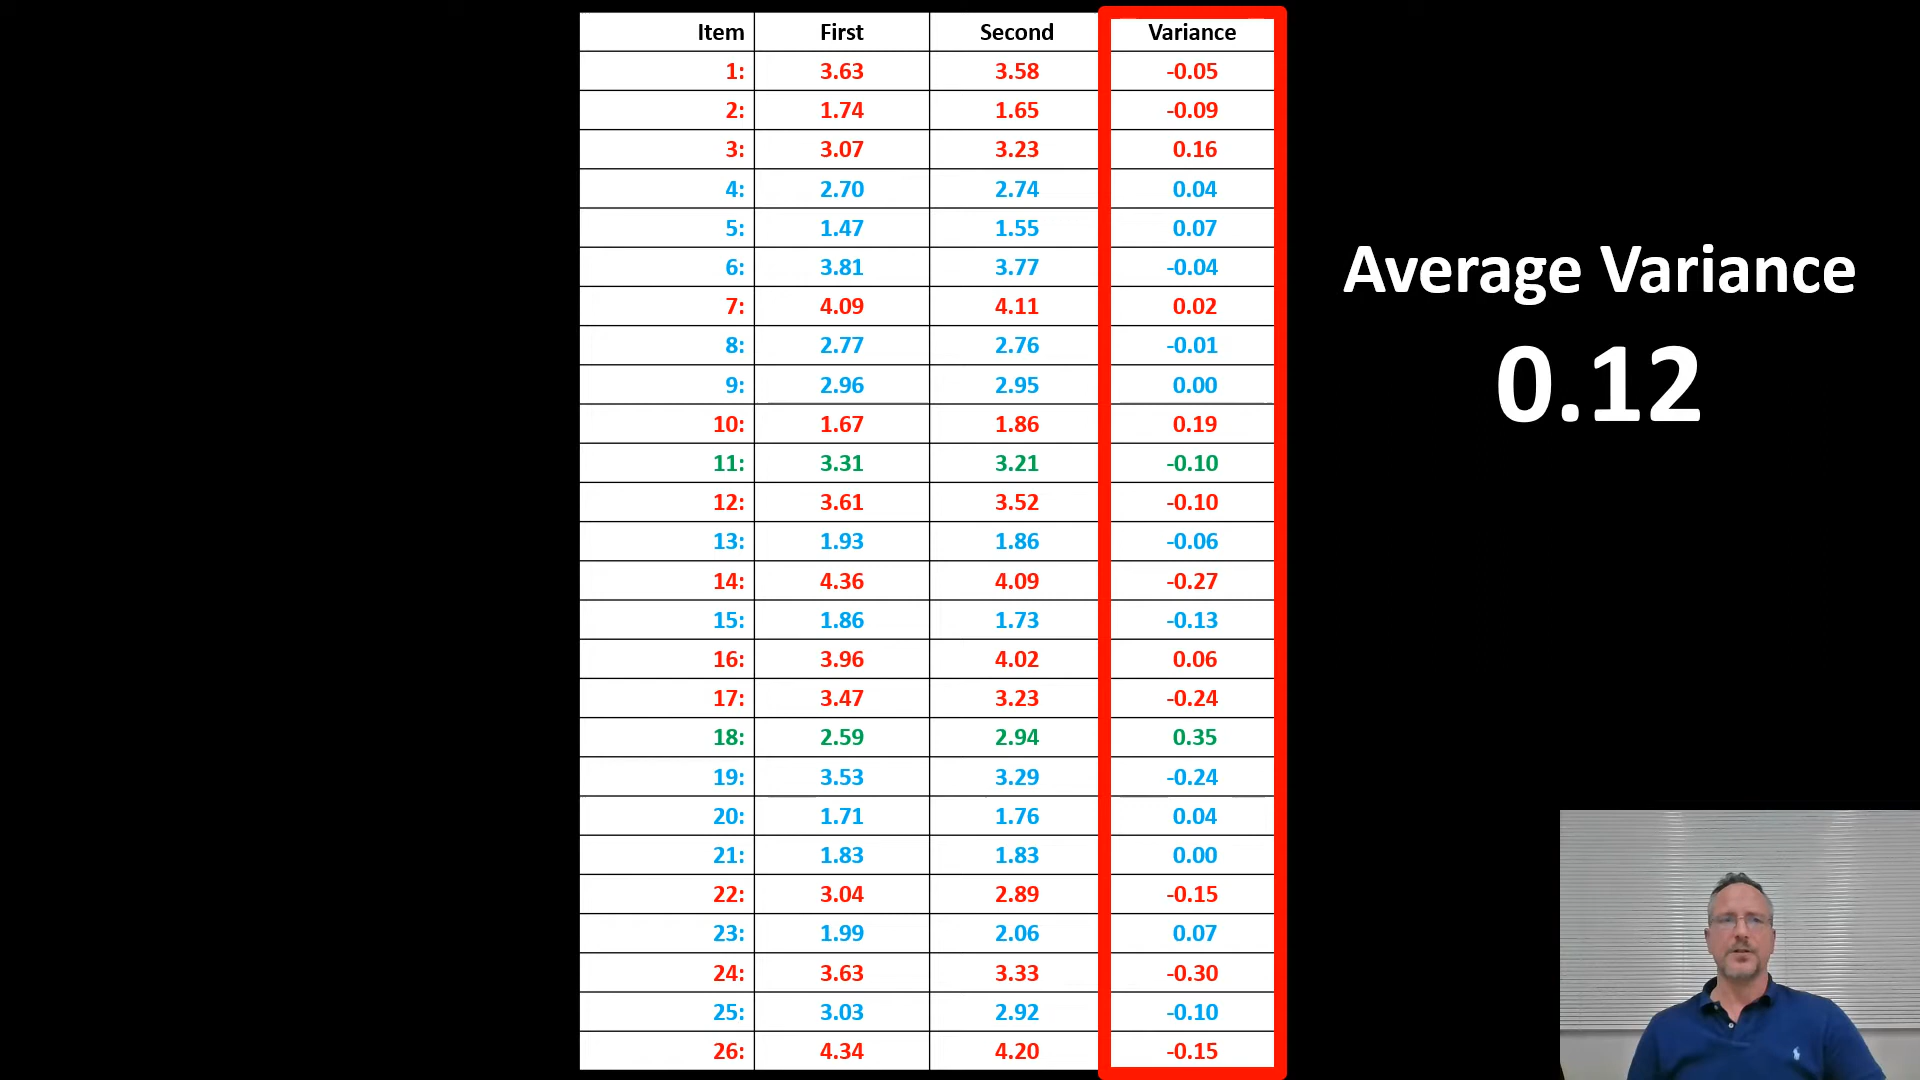 Item First Second Variance
1: 3.63 3.58 -0.05
2: 1.74 1.65 -0.09
3: 3.07 3.23 0.16
4: 2.70 2.74 0.04
5: 1.47 1.55 0.07
6: 3.81 3.77 -0.04
7: 4.09 4.11 0.02
8: 2.77 2.76 -0.01
9: 2.96 2.95 0.00
10: 1.67 1.86 0.19
11: 3.31 3.21 -0.10
12: 3.61 3.52 -0.10
13: 1.93 1.86 -0.06
14: 4.36 4.09 -0.27
15: 1.86 1.73 -0.13
16: 3.96 4.02 0.06
17: 3.47 3.23 -0.24
18: 2.59 2.94 0.35
19: 3.53 3.29 -0.24
20: 1.71 1.76 0.04
21: 1.83 1.83 0.00
22: 3.04 2.89 -0.15
23: 1.99 2.06 0.07
24: 3.63 3.33 -0.30
25: 3.03 2.92 -0.10
26: 4.34 4.20 -0.15
Average Variance
0.12